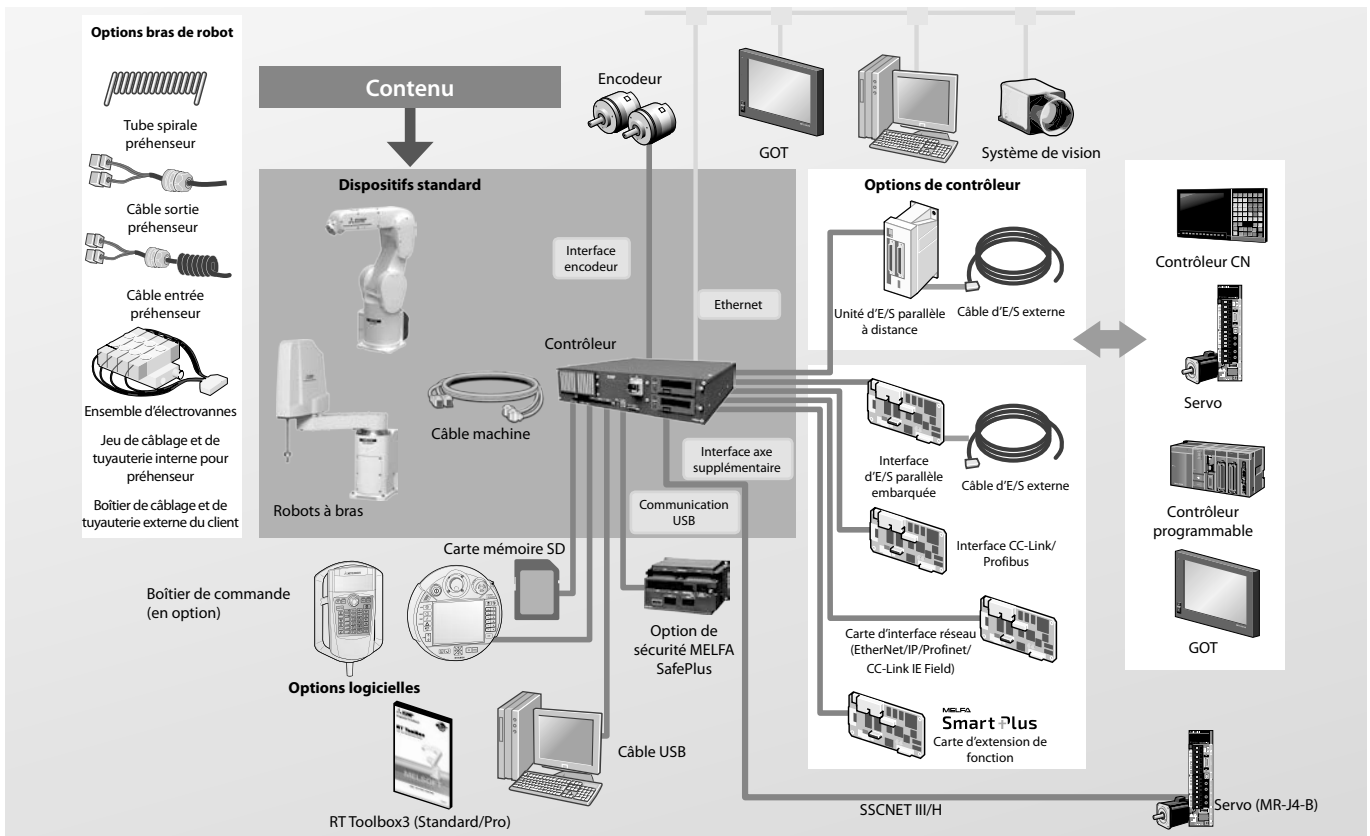 Options bras de robot
Tube spirale
préhenseur
Câble sortie
préhenseur
Câble entrée
préhenseur
Ensemble d'électrovannes
Jeu de câblage et de
tuyauterie interne pour
préhenseur
Boîtier de câblage et de
tuyauterie externe du client
Contenu
Dispositifs standard
Robots à bras
Câble machine
Contrôleur
Encodeur
Interface
encodeur
Ethernet
Interface axe
supplémentaire
Communication
USB
GOT
Système de vision
Options de contrôleur
Unité d'E/S parallèle
à distance
Câble d'E/S externe
Interface
d'E/S parallèle
embarquée
Câble d'E/S externe
Interface CC-Link/
Profibus
Carte d'interface réseau
(EtherNet/IP/Profinet/
CC-Link IE Field)
MELFA
Smart Plus
Carte d'extension de
fonction
Contrôleur CN
Servo
Contrôleur
programmable
GOT
Boîtier de commande
(en option)
Carte mémoire SD
Option de
sécurité MELFA
SafePlus
Options logicielles
RT Toolbox
MELSOFT
RT Toolbox3 (Standard/Pro)
Câble USB
SSCNET III/H
Servo (MR-J4-B)